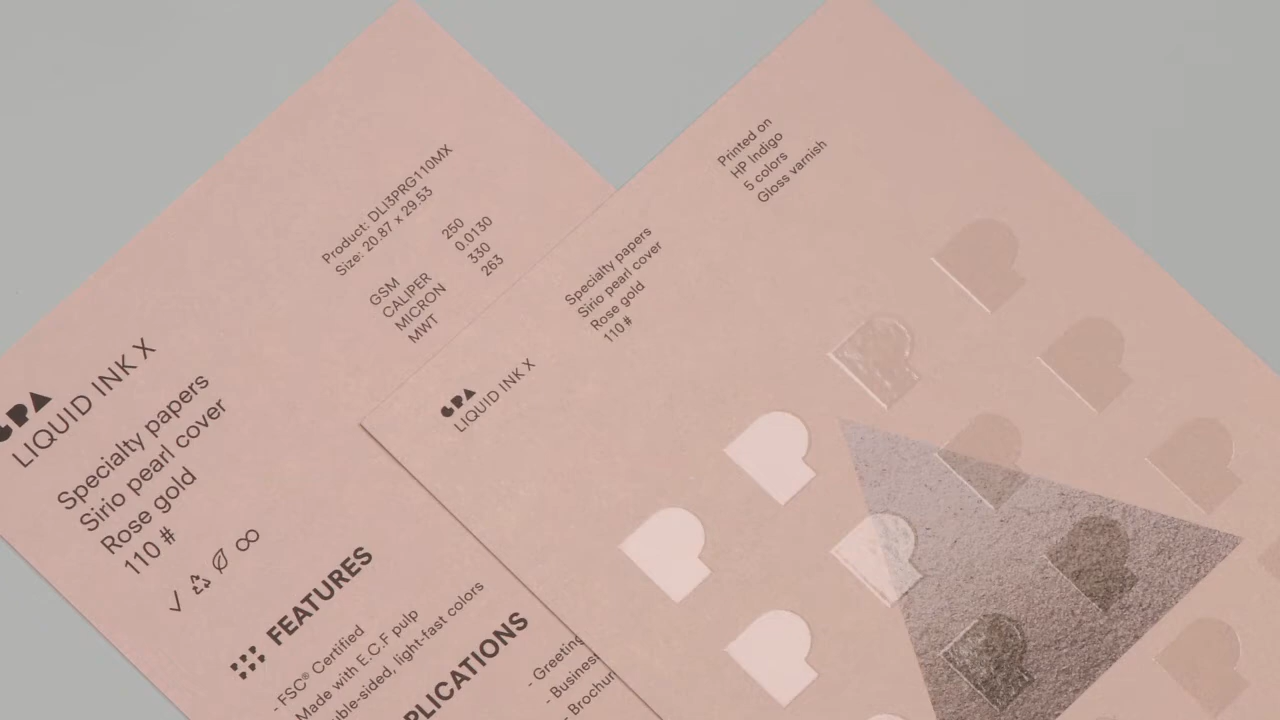 GPA
LIQUID INK X
Specialty papers
Sirio pearl cover
Rose gold
110 #
Product: DLI3PRG110MX
Size: 20.87 x 29.53
GSM 250
CALIPER 0.0130
MICRON 330
MWT 263
FEATURES
- FSC® Certified
Made with E.C.F pulp
ble-sided, light-fast colors
PLICATIONS
- Greeting
- Business
- Brochur
GPA
LIQUID INK X
Specialty papers
Sirio pearl cover
Rose gold
110 #
Printed on
HP Indigo
5 colors
Gloss varnish